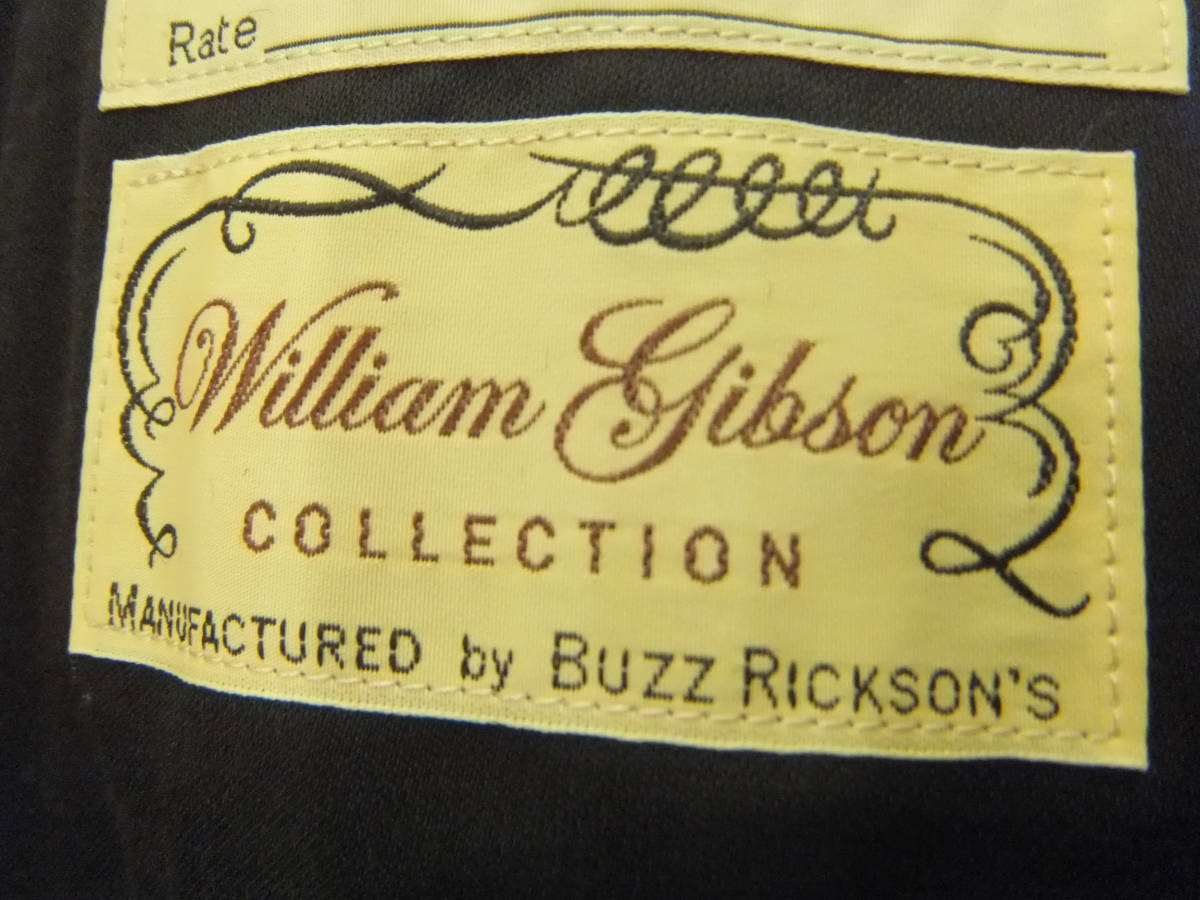 Rate
William Gibson
COLLECTION
MANUFACTURED by BUZZ RICKSON'S